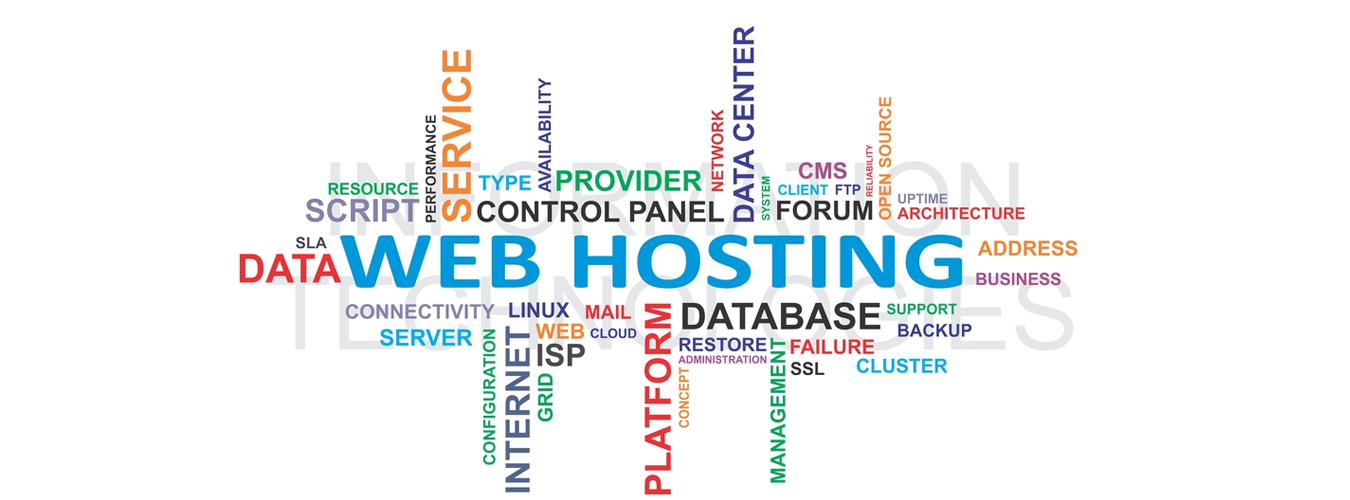 SERVICE
DATA CENTER
AVAILABILITY
PERFORMANCE
NETWORK
OPEN SOURCE
RELIABILITY
INFORMATION
CMS
RESOURCE
TYPE
PROVIDER
SYSTEM
CLIENT
FTP
UPTIME
SCRIPT
CONTROL PANEL
FORUM
ARCHITECTURE
SLA
WEB HOSTING
ADDRESS
DATA
BUSINESS
TECHNOLOGIES
CONNECTIVITY
LINUX
MAIL
PLATFORM
DATABASE
SUPPORT
SERVER
CONFIGURATION
INTERNET
WEB
CLOUD
RESTORE
BACKUP
ISP
ADMINISTRATION
MANAGEMENT
FAILURE
GRID
CONCEPT
SSL
CLUSTER